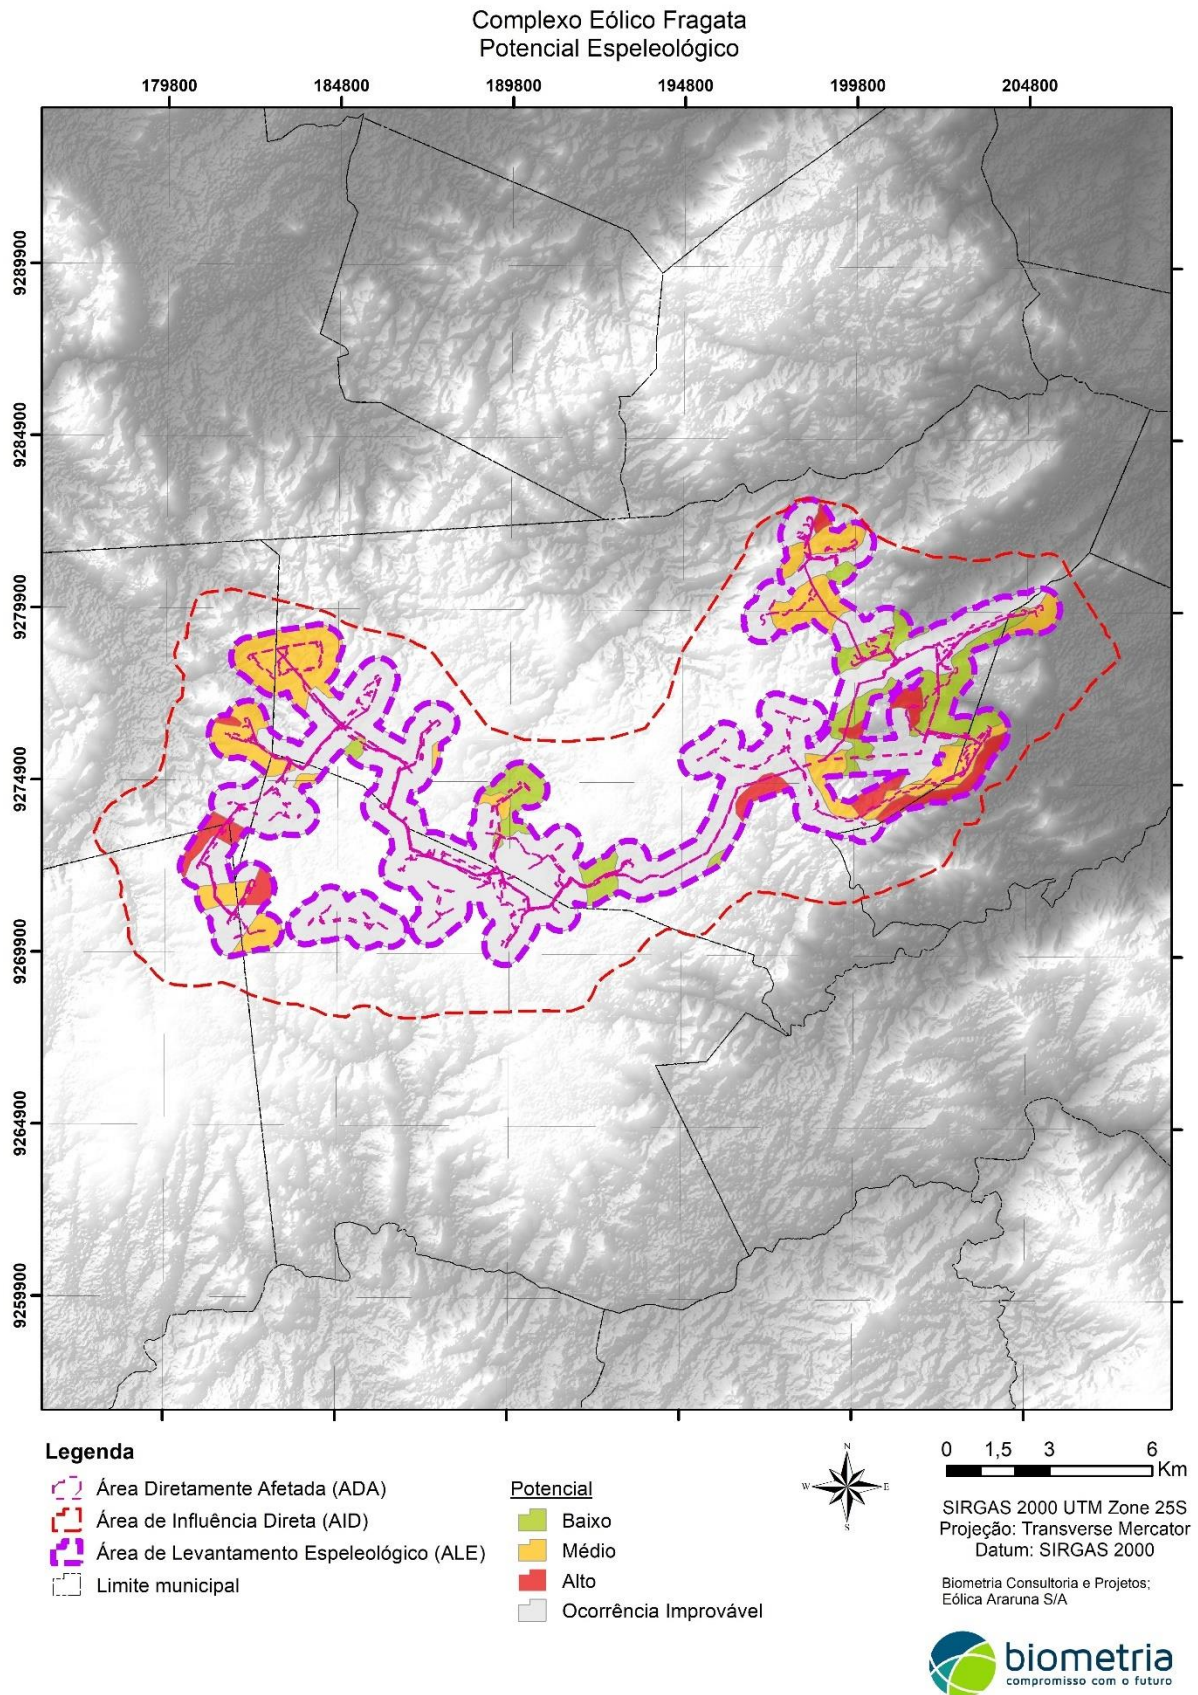 Complexo Eólico Fragata
Potencial Espeleológico
179800 184800 189800 194800 199800 204800
9289900
9284900
9279900
9274900
9269900
9264900
9259900
Legenda
Área Diretamente Afetada (ADA)
Área de Influência Direta (AID)
Área de Levantamento Espeleológico (ALE)
Limite municipal
Potencial
Baixo
Médio
Alto
Ocorrência Improvável
N
W E
S
0 1,5 3 6
Km
SIRGAS 2000 UTM Zone 25S
Projeção: Transverse Mercator
Datum: SIRGAS 2000
Biometria Consultoria e Projetos;
Eólica Araruna S/A
biometria
compromisso com o futuro